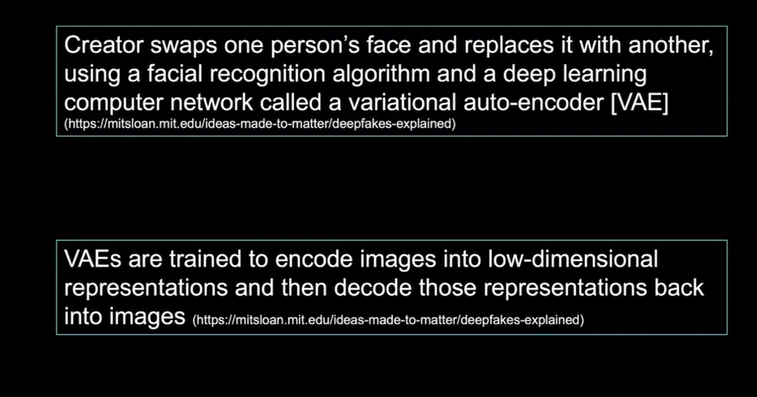 Creator swaps one person’s face and replaces it with another,
using a facial recognition algorithm and a deep learning
computer network called a variational auto-encoder [VAE]
(https://mitsloan.mit.edu/ideas-made-to-matter/deepfakes-explained)
VAEs are trained to encode images into low-dimensional
representations and then decode those representations back
into images (https://mitsloan.mit.edu/ideas-made-to-matter/deepfakes-explained)